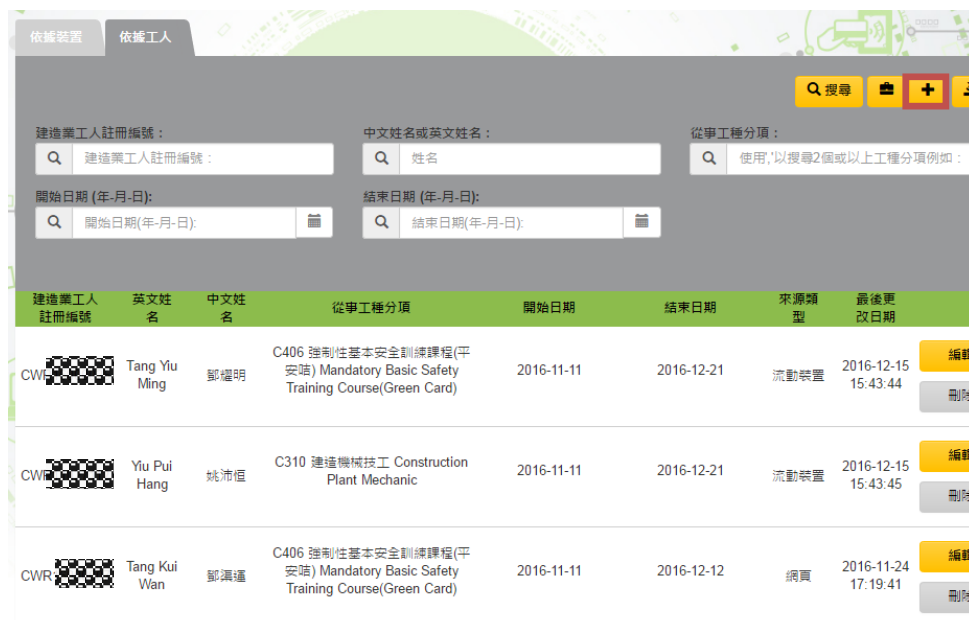 依據裝置
依據工人
搜尋
建造業工人註冊編號：
中文姓名或英文姓名：
從事工種分項：
建造業工人註冊編號：
姓名
使用','以搜尋2個或以上工種分項例如：
開始日期 (年-月-日):
結束日期 (年-月-日):
開始日期(年-月-日):
結束日期(年-月-日):
建造業工人
註冊編號
英文姓
名
中文姓
名
從事工種分項
開始日期
結束日期
來源類
型
最後更
改日期
CWR
Tang Yiu
Ming
鄧耀明
C406 強制性基本安全訓練課程(平
安咭) Mandatory Basic Safety
Training Course(Green Card)
2016-11-11
2016-12-21
流動裝置
2016-12-15
15:43:44
編輯
刪除
CWR
Yiu Pui
Hang
姚沛恒
C310 建造機械技工 Construction
Plant Mechanic
2016-11-11
2016-12-21
流動裝置
2016-12-15
15:43:45
編輯
刪除
CWR
Tang Kui
Wan
C406 強制性基本安全訓練課程(平
安咭) Mandatory Basic Safety
Training Course(Green Card)
2016-11-11
2016-12-12
網頁
2016-11-24
17:19:41
編輯
刪除